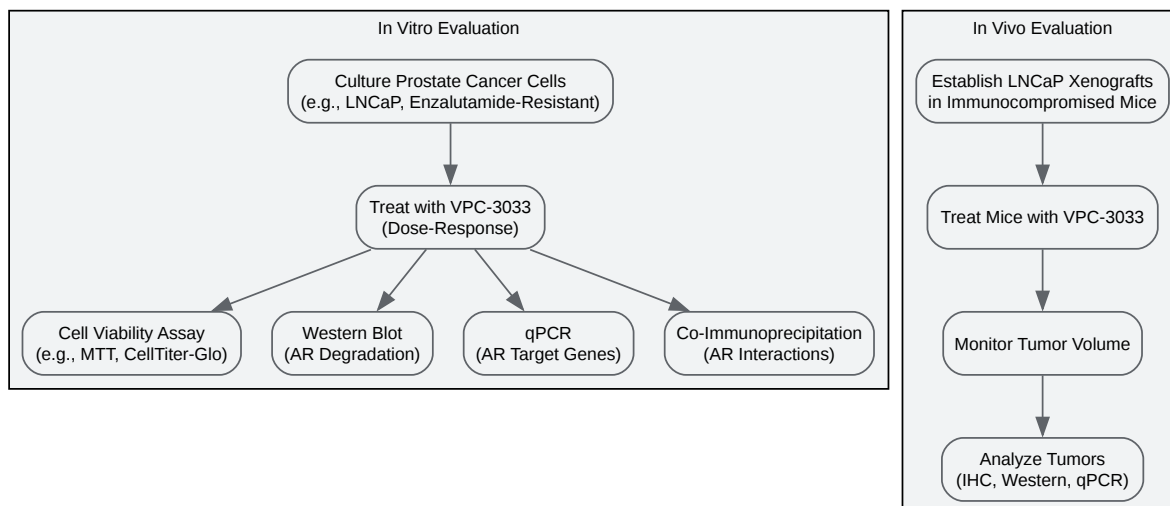 In Vitro Evaluation
Culture Prostate Cancer Cells
(e.g., LNCaP, Enzalutamide-Resistant)
Treat with VPC-3033
(Dose-Response)
Cell Viability Assay
(e.g., MTT, CellTiter-Glo)
Western Blot
(AR Degradation)
qPCR
(AR Target Genes)
Co-Immunoprecipitation
(AR Interactions)
In Vivo Evaluation
Establish LNCaP Xenografts
in Immunocompromised Mice
Treat Mice with VPC-3033
Monitor Tumor Volume
Analyze Tumors
(IHC, Western, qPCR)